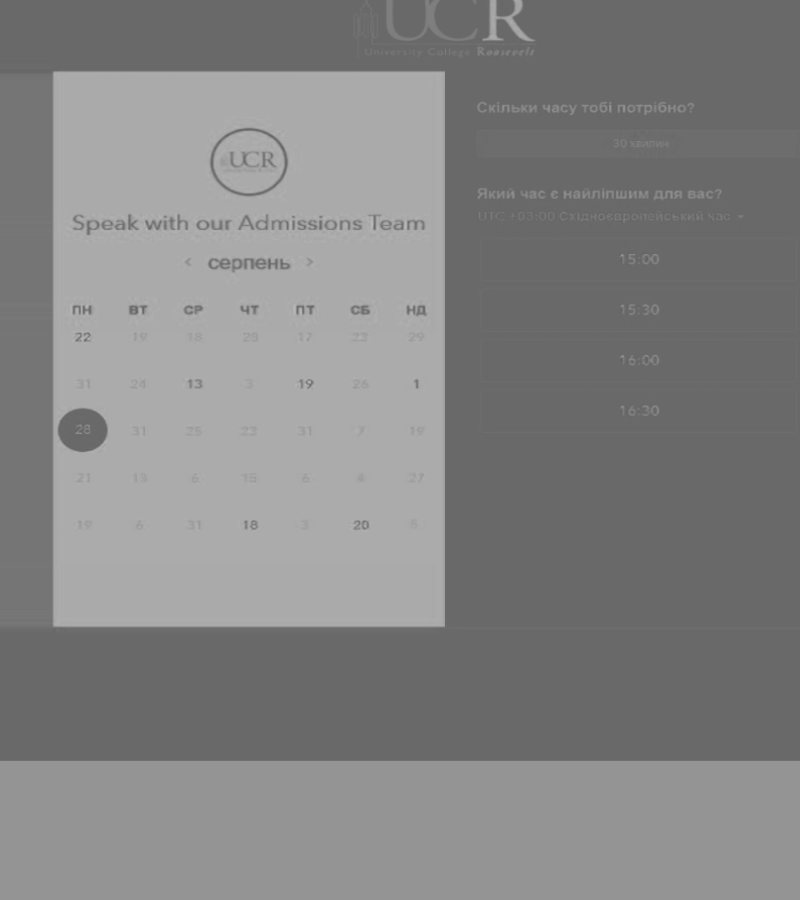 UCR
University College Roosevelt
UCR
Speak with our Admissions Team
< серпень >
ПН ВТ СР ЧТ ПТ СБ НД
22 19 18 28 17 23 29
31 24 13 3 19 26 1
28 31 25 23 31 7 19
21 13 6 15 6 4 27
19 6 31 18 3 20 5
Скільки часу тобі потрібно?
30 хвилин
Який час є найліпшим для вас?
UTC +03:00 Східноєвропейський час
15:00
15:30
16:00
16:30